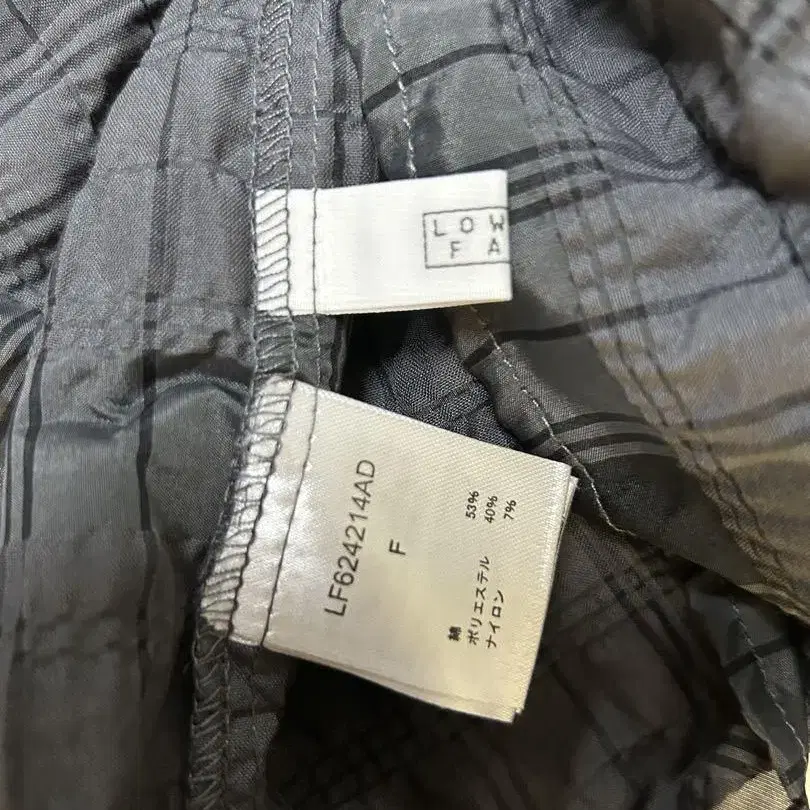 LOW
FA
LF624214AD
F
綿 53%
ポリエステル 40%
ナイロン 7%